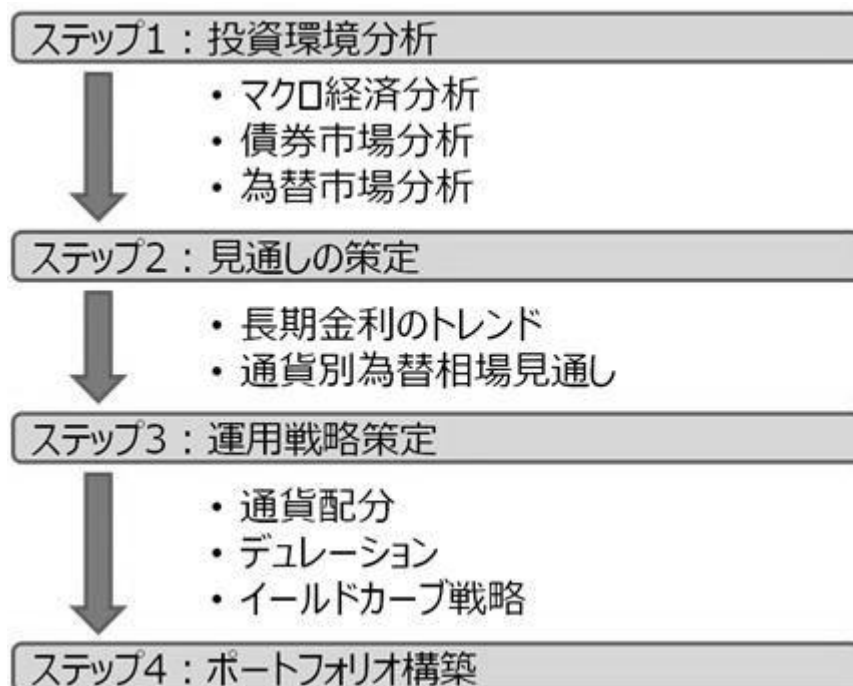 ステップ1：投資環境分析
・マクロ経済分析
・債券市場分析
・為替市場分析
ステップ2：見通しの策定
・長期金利のトレンド
・通貨別為替相場見通し
ステップ3：運用戦略策定
・通貨配分
・デュレーション
・イールドカーブ戦略
ステップ4：ポートフォリオ構築